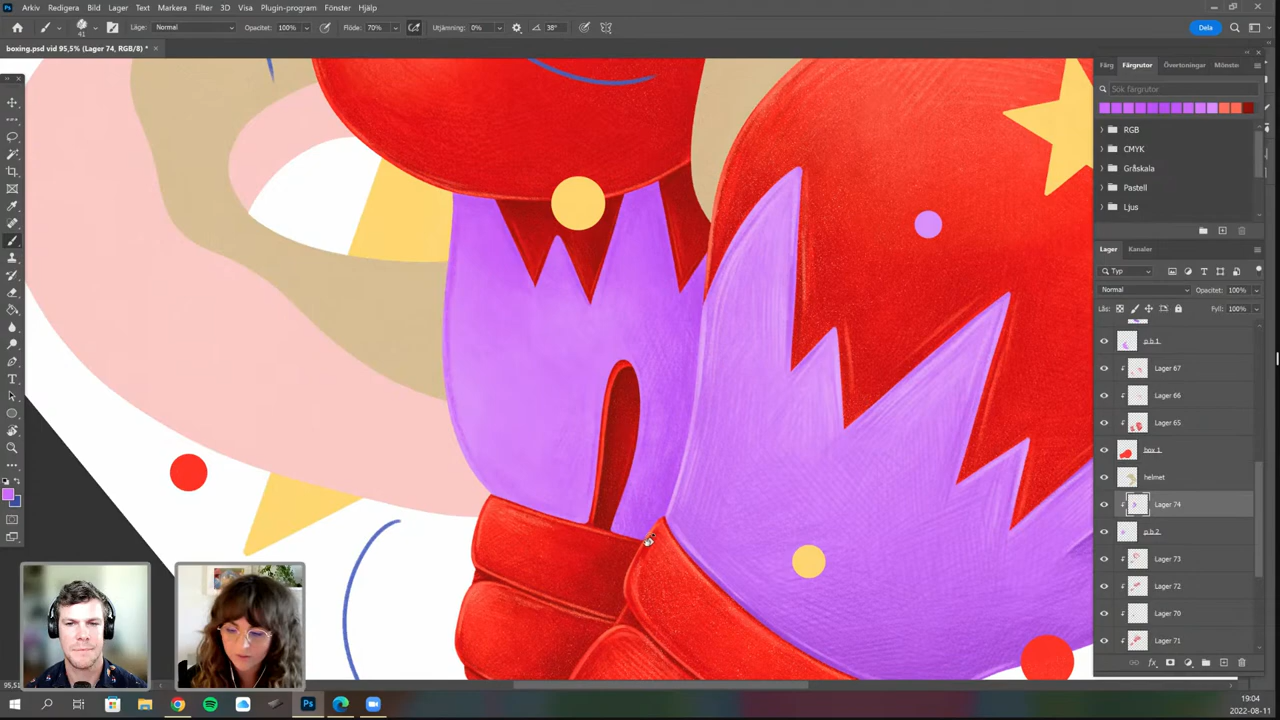 Arkiv Redigera Bild Lager Text Markera Filter 3D Visa Plugin-program Fönster Hjälp
41 Läge: Normal Opacitet: 100% Flöde: 70% Utjämning: 0% 38° Dela
boxing.psd vid 95,5% (Lager 74, RGB/8) *
Färg Färgrutor Övertoningar Mönste
Sök färgrutor
RGB
CMYK
Gråskala
Pastell
Ljus
Lager Kanaler
Typ
Normal Opacitet: 100%
Lås: Fyll: 100%
p b 1
Lager 67
Lager 66
Lager 65
box 1
helmet
Lager 74
p b 2
Lager 73
Lager 72
Lager 70
Lager 71
19:04
2022-08-11